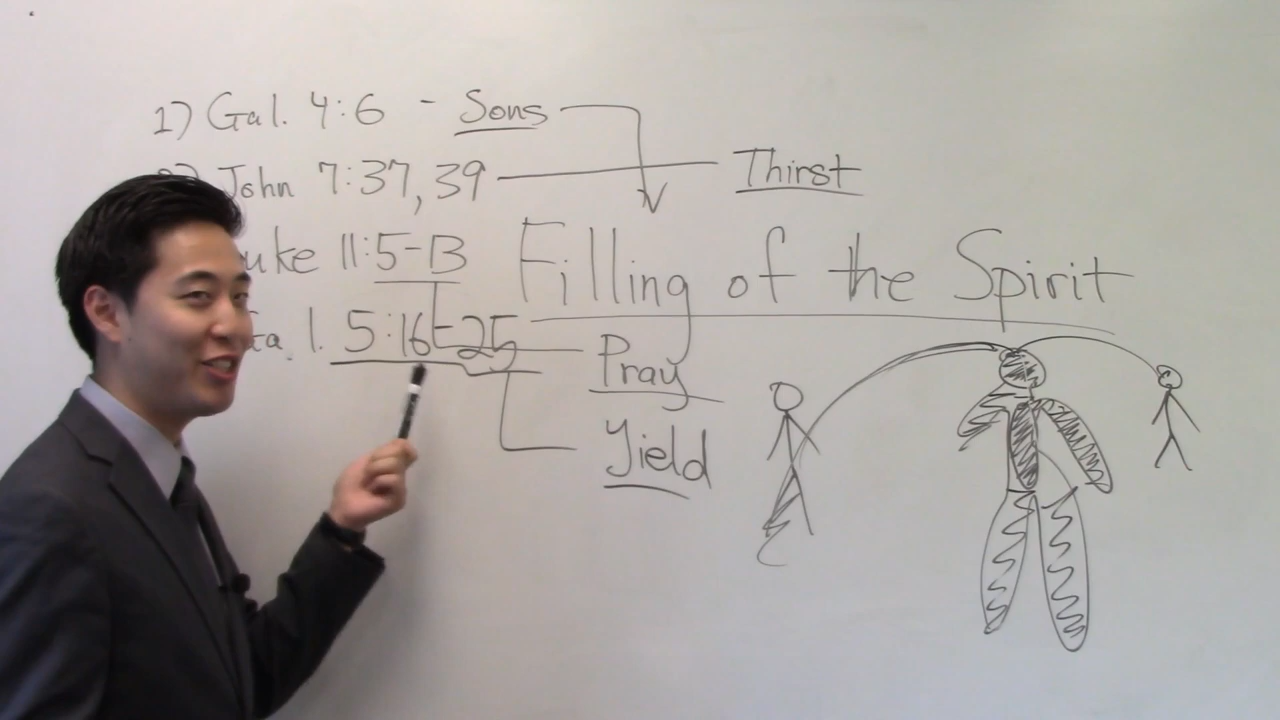 1) Gal. 4:6 - Sons
John 7:37, 39
Thirst
uke 11:5-13
Filling of the Spirit
al. 5:16-25
Pray
Yield